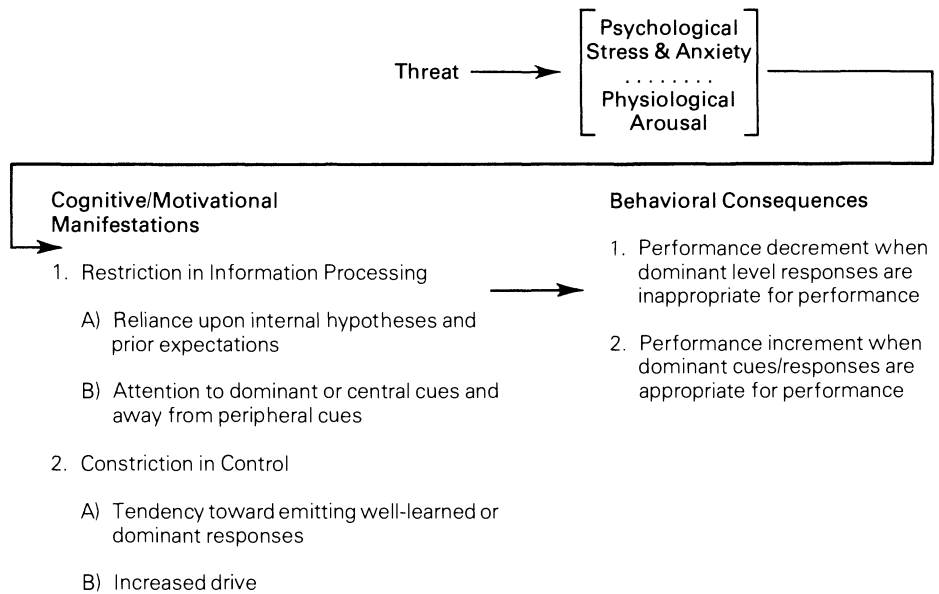 Threat
Psychological
Stress & Anxiety
. . . . . . . .
Physiological
Arousal
Cognitive/Motivational
Manifestations
1. Restriction in Information Processing
A) Reliance upon internal hypotheses and
prior expectations
B) Attention to dominant or central cues and
away from peripheral cues
2. Constriction in Control
A) Tendency toward emitting well-learned or
dominant responses
B) Increased drive
Behavioral Consequences
1. Performance decrement when
dominant level responses are
inappropriate for performance
2. Performance increment when
dominant cues/responses are
appropriate for performance